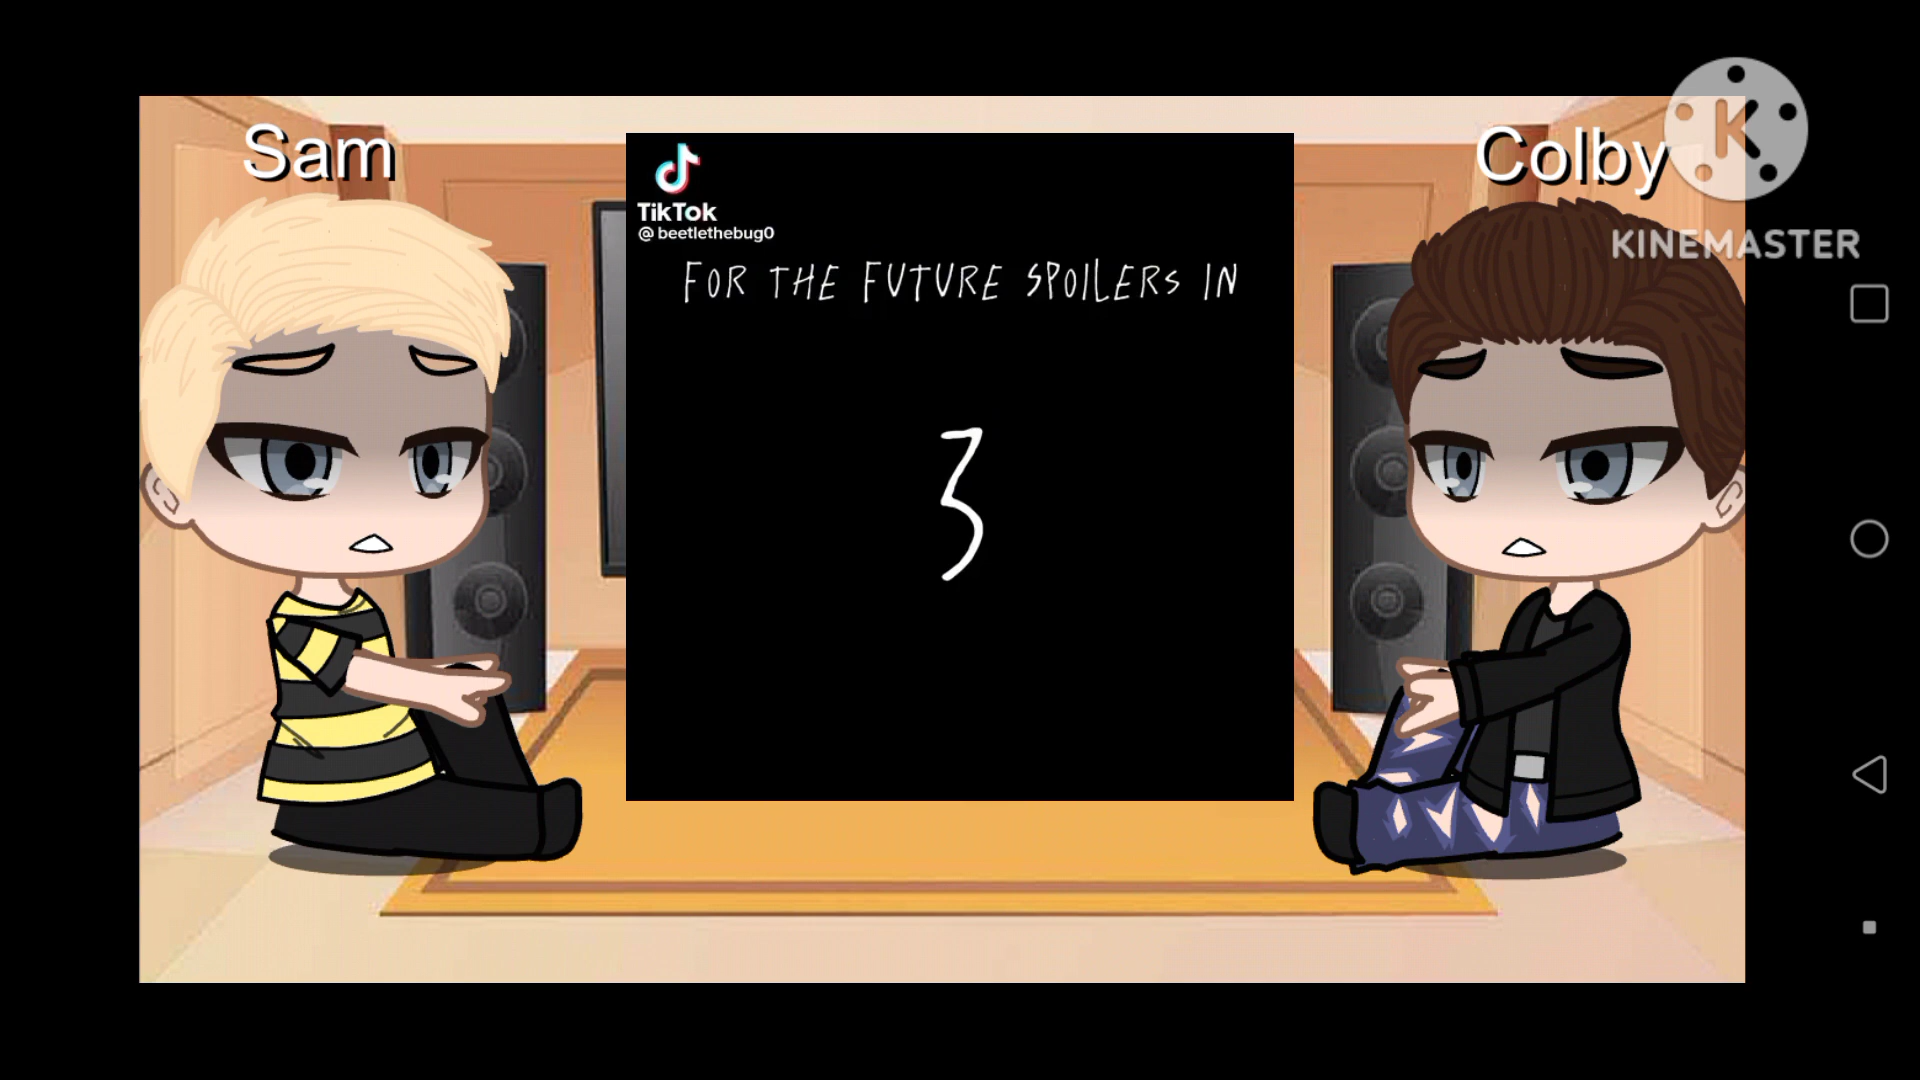 Sam
Colby
K
KINEMASTER
TikTok
@ beetlethebug0
FOR THE FUTURE SPOILERS IN
3